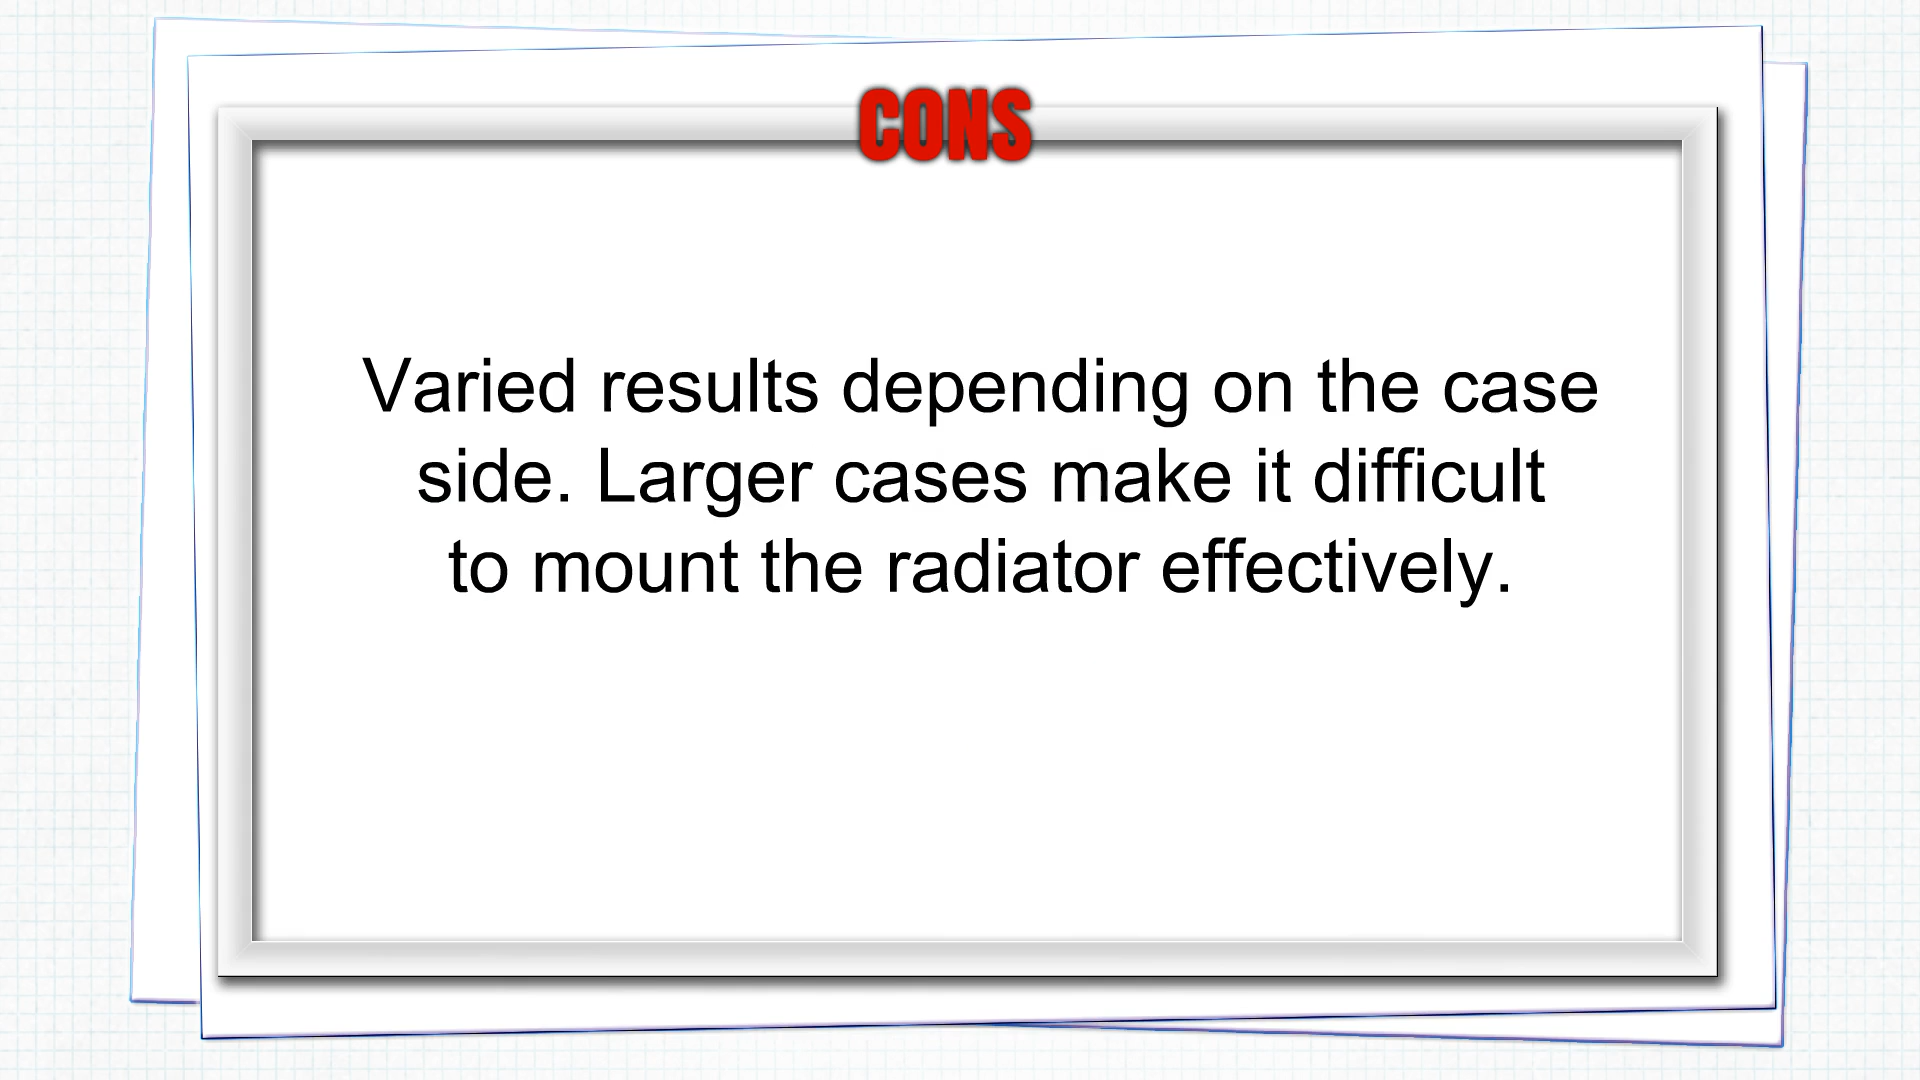 CONS
Varied results depending on the case
side. Larger cases make it difficult
to mount the radiator effectively.